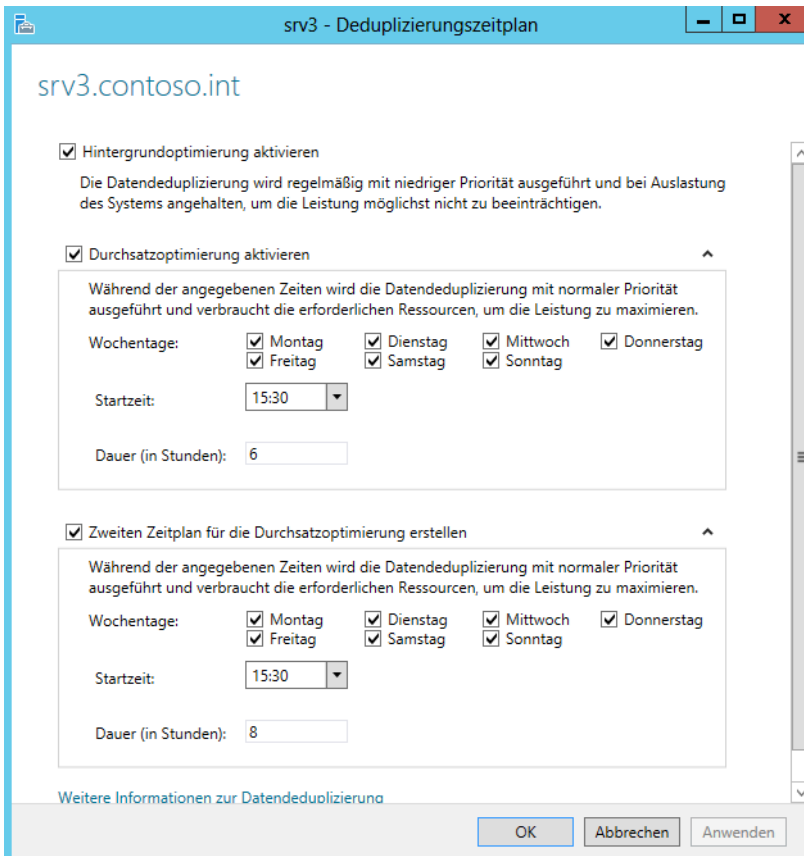 srv3 - Deduplizierungszeitplan
srv3.contoso.int
Hintergrundoptimierung aktivieren
Die Datendeduplizierung wird regelmäßig mit niedriger Priorität ausgeführt und bei Auslastung
des Systems angehalten, um die Leistung möglichst nicht zu beeinträchtigen.
Durchsatzoptimierung aktivieren
Während der angegebenen Zeiten wird die Datendeduplizierung mit normaler Priorität
ausgeführt und verbraucht die erforderlichen Ressourcen, um die Leistung zu maximieren.
Wochentage: Montag Dienstag Mittwoch Donnerstag
Freitag Samstag Sonntag
Startzeit: 15:30
Dauer (in Stunden): 6
Zweiten Zeitplan für die Durchsatzoptimierung erstellen
Während der angegebenen Zeiten wird die Datendeduplizierung mit normaler Priorität
ausgeführt und verbraucht die erforderlichen Ressourcen, um die Leistung zu maximieren.
Wochentage: Montag Dienstag Mittwoch Donnerstag
Freitag Samstag Sonntag
Startzeit: 15:30
Dauer (in Stunden): 8
Weitere Informationen zur Datendeduplizierung
OK Abbrechen Anwenden